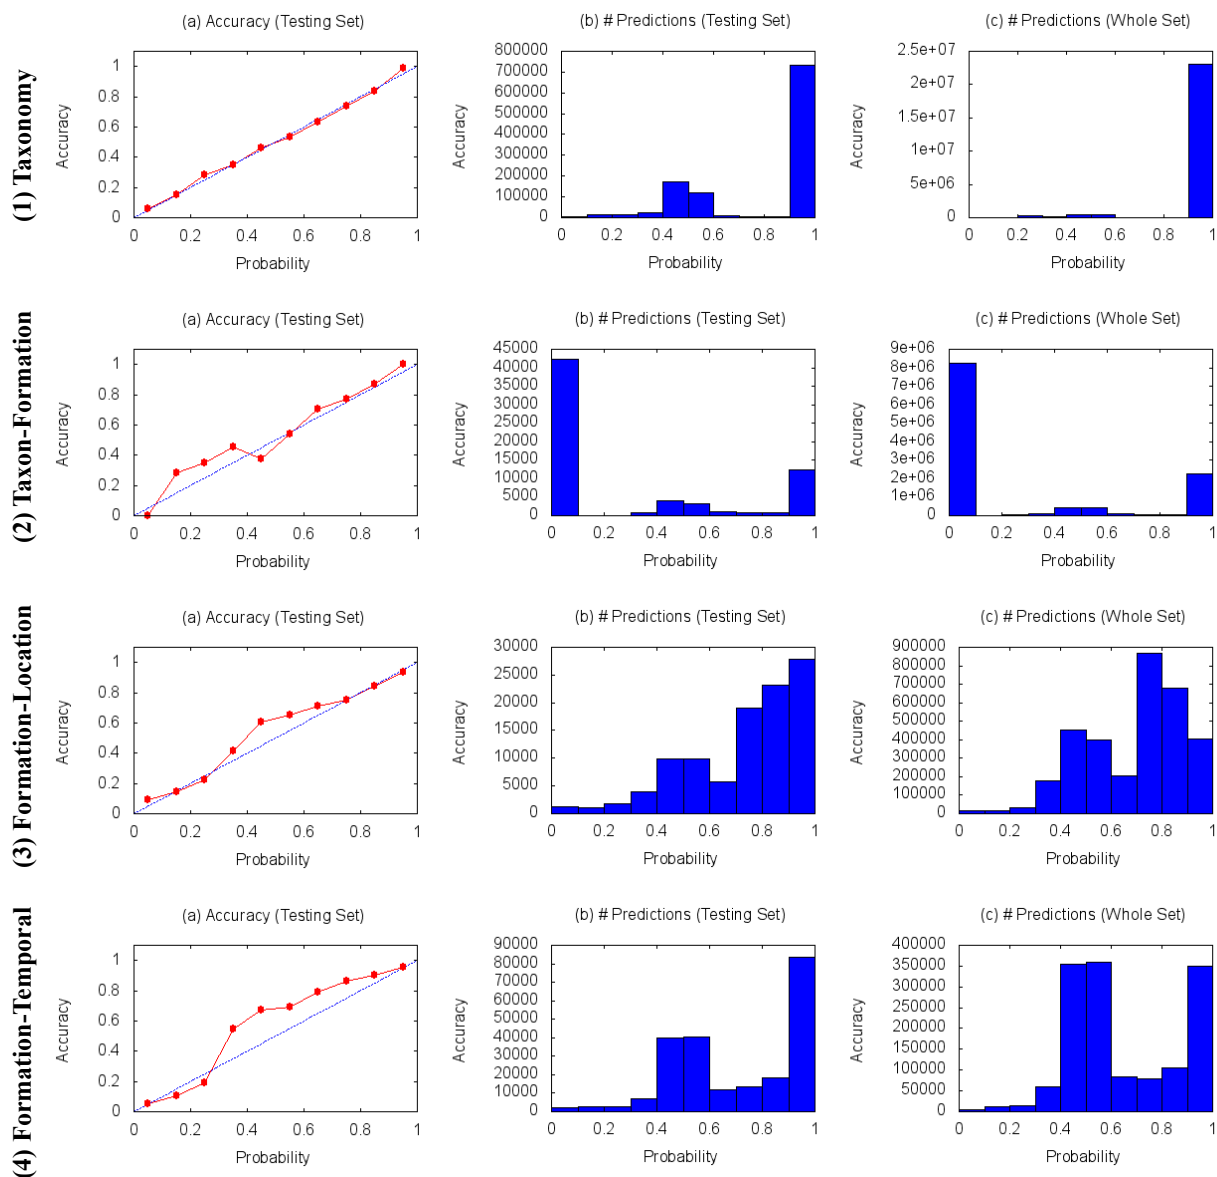 (1) Taxonomy
(a) Accuracy (Testing Set)
Accuracy
1
0.8
0.6
0.4
0.2
0
0 0.2 0.4 0.6 0.8 1
Probability
(b) # Predictions (Testing Set)
Accuracy
800000
700000
600000
500000
400000
300000
200000
100000
0
0 0.2 0.4 0.6 0.8 1
Probability
(c) # Predictions (Whole Set)
Accuracy
2.5e+07
2e+07
1.5e+07
1e+07
5e+06
0
0 0.2 0.4 0.6 0.8 1
Probability
(2) Taxon-Formation
(a) Accuracy (Testing Set)
Accuracy
1
0.8
0.6
0.4
0.2
0
0 0.2 0.4 0.6 0.8 1
Probability
(b) # Predictions (Testing Set)
Accuracy
45000
40000
35000
30000
25000
20000
15000
10000
5000
0
0 0.2 0.4 0.6 0.8 1
Probability
(c) # Predictions (Whole Set)
Accuracy
9e+06
8e+06
7e+06
6e+06
5e+06
4e+06
3e+06
2e+06
1e+06
0
0 0.2 0.4 0.6 0.8 1
Probability
(3) Formation-Location
(a) Accuracy (Testing Set)
Accuracy
1
0.8
0.6
0.4
0.2
0
0 0.2 0.4 0.6 0.8 1
Probability
(b) # Predictions (Testing Set)
Accuracy
30000
25000
20000
15000
10000
5000
0
0 0.2 0.4 0.6 0.8 1
Probability
(c) # Predictions (Whole Set)
Accuracy
900000
800000
700000
600000
500000
400000
300000
200000
100000
0
0 0.2 0.4 0.6 0.8 1
Probability
(4) Formation-Temporal
(a) Accuracy (Testing Set)
Accuracy
1
0.8
0.6
0.4
0.2
0
0 0.2 0.4 0.6 0.8 1
Probability
(b) # Predictions (Testing Set)
Accuracy
90000
80000
70000
60000
50000
40000
30000
20000
10000
0
0 0.2 0.4 0.6 0.8 1
Probability
(c) # Predictions (Whole Set)
Accuracy
400000
350000
300000
250000
200000
150000
100000
50000
0
0 0.2 0.4 0.6 0.8 1
Probability